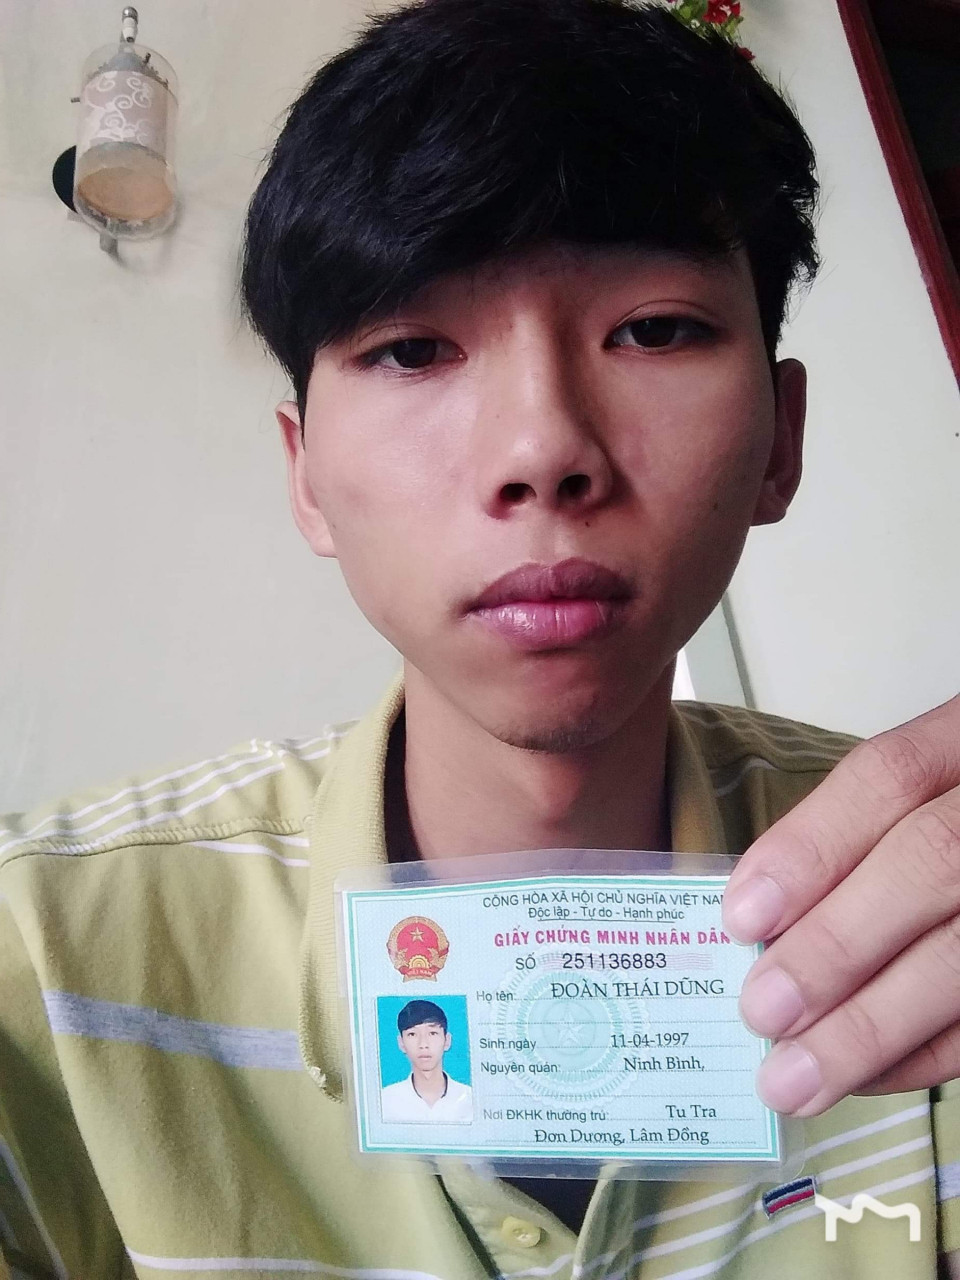 CỘNG HÒA XÃ HỘI CHỦ NGHĨA VIỆT NAM
Độc lập - Tự do - Hạnh phúc
GIẤY CHỨNG MINH NHÂN DÂN
SỐ 251136883
Họ tên: ĐOÀN THÁI DŨNG
Sinh ngày 11-04-1997
Nguyên quán: Ninh Bình,
Nơi ĐKHK thường trú: Tu Tra
Đơn Dương, Lâm Đồng
VIỆT NAM